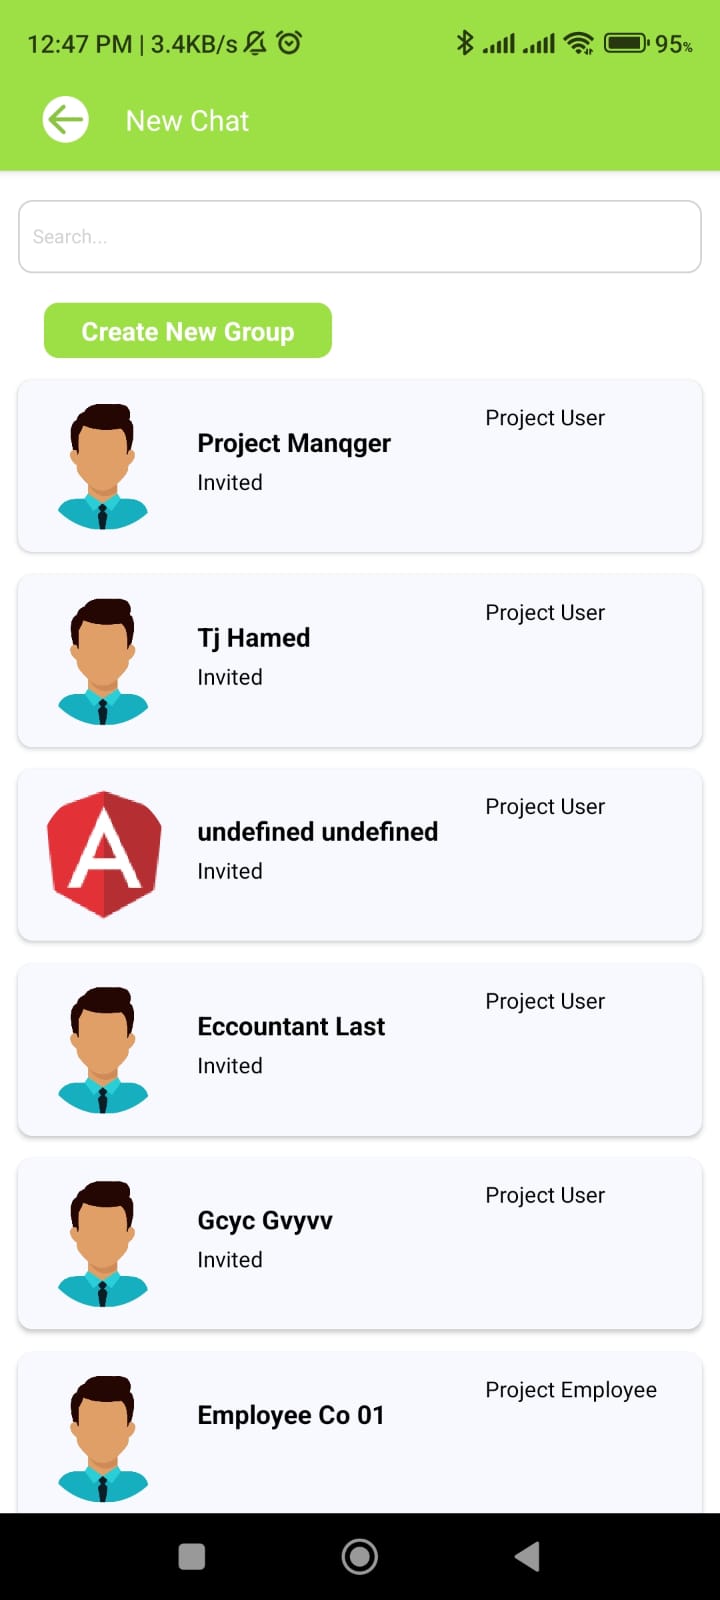 12:47 PM | 3.4KB/s 95%
New Chat
Search...
Create New Group
Project User
Project Manqger
Invited
Project User
Tj Hamed
Invited
Project User
undefined undefined
Invited
Project User
Eccountant Last
Invited
Project User
Gcyc Gvyvv
Invited
Project Employee
Employee Co 01